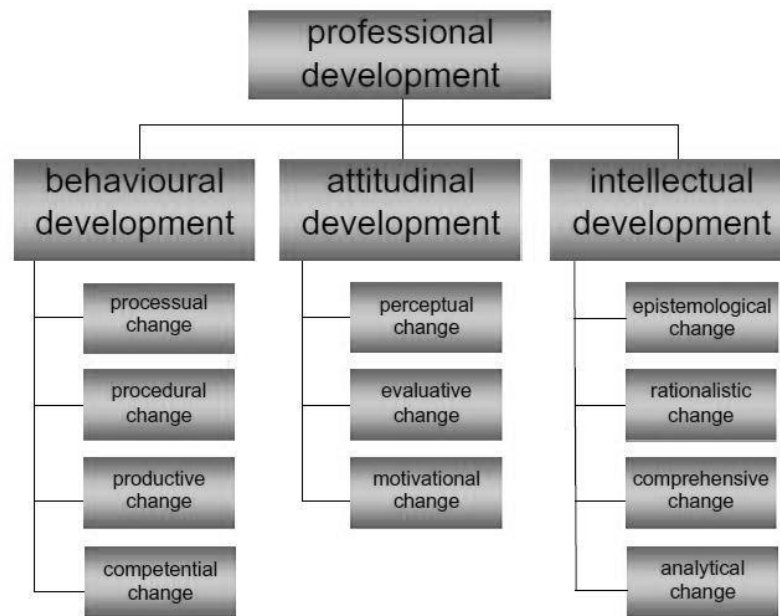 professional
development
behavioural
development
attitudinal
development
intellectual
development
processual
change
procedural
change
productive
change
competential
change
perceptual
change
evaluative
change
motivational
change
epistemological
change
rationalistic
change
comprehensive
change
analytical
change